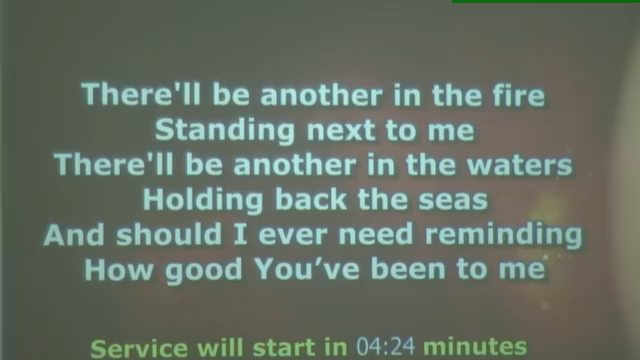 There'll be another in the fire
Standing next to me
There'll be another in the waters
Holding back the seas
And should I ever need reminding
How good You’ve been to me
Service will start in 04:24 minutes